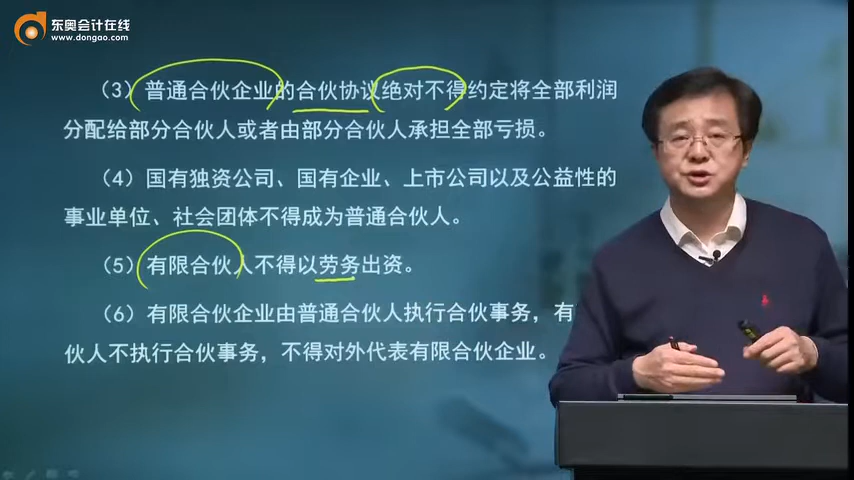 东奥会计在线
www.dongao.com
（3）普通合伙企业的合伙协议绝对不得约定将全部利润
分配给部分合伙人或者由部分合伙人承担全部亏损。
（4）国有独资公司、国有企业、上市公司以及公益性的
事业单位、社会团体不得成为普通合伙人。
（5）有限合伙人不得以劳务出资。
（6）有限合伙企业由普通合伙人执行合伙事务，有
伙人不执行合伙事务，不得对外代表有限合伙企业。